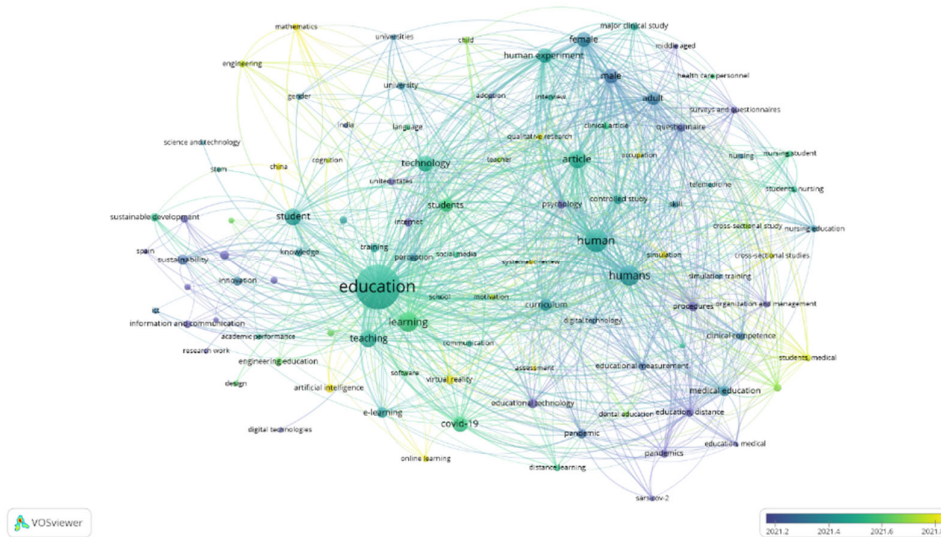 mathematics
universities
child
female
major clinical study
human experiment
middle aged
engineering
male
health care personnel
university
gender
adoption
interview
adult
surveys and questionnaires
india
language
clinical article
questionnaire
science and technology
qualitative research
cognition
teacher
article
occupation
nursing
nursing student
stem
china
technology
united states
telemedicine
students, nursing
students
psychology
controlled study
skill
sustainable development
student
internet
cross-sectional study
nursing education
human
spain
knowledge
training
social media
simulation
cross-sectional studies
sustainability
perception
systematic review
innovation
education
humans
simulation training
school
motivation
curriculum
procedures
organization and management
ict
information and communication
learning
digital technology
academic performance
teaching
communication
clinical competence
research work
students, medical
engineering education
software
virtual reality
assessment
educational measurement
design
artificial intelligence
medical education
e-learning
educational technology
dental education
education, distance
covid-19
digital technologies
pandemic
education, medical
online learning
pandemics
distance learning
sars-cov-2
VOSviewer
2021.2 2021.4 2021.6